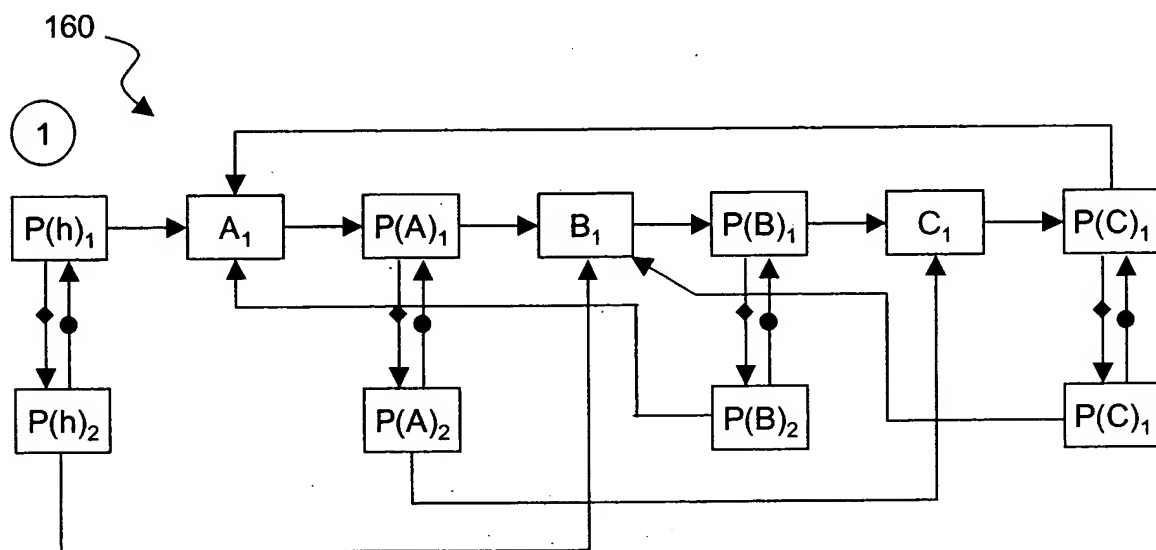 160
1
P(h)₁ A₁ P(A)₁ B₁ P(B)₁ C₁ P(C)₁
P(h)₂ P(A)₂ P(B)₂ P(C)₁